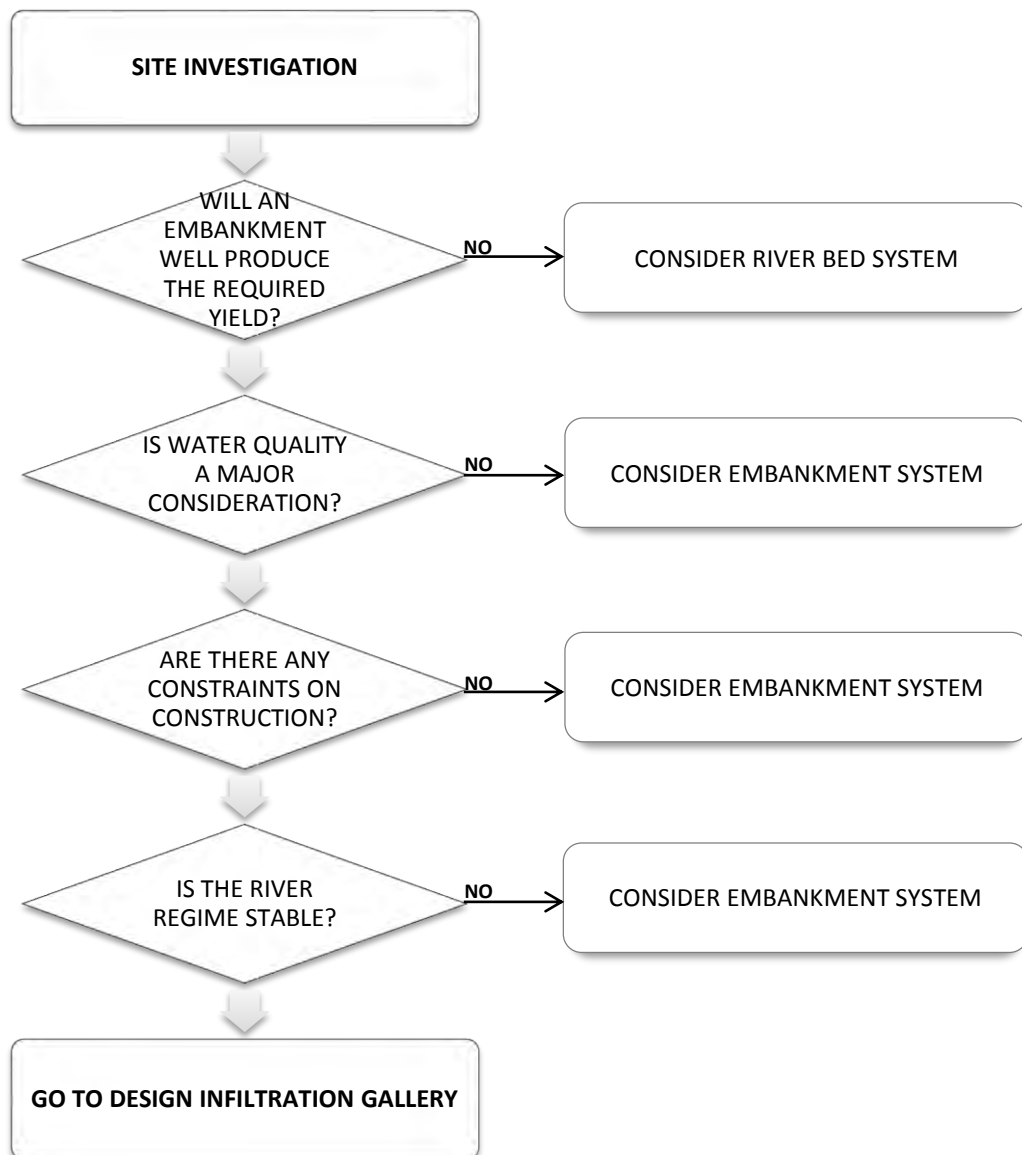 SITE INVESTIGATION
WILL AN
EMBANKMENT
WELL PRODUCE
THE REQUIRED
YIELD?
NO
CONSIDER RIVER BED SYSTEM
IS WATER QUALITY
A MAJOR
CONSIDERATION?
NO
CONSIDER EMBANKMENT SYSTEM
ARE THERE ANY
CONSTRAINTS ON
CONSTRUCTION?
NO
CONSIDER EMBANKMENT SYSTEM
IS THE RIVER
REGIME STABLE?
NO
CONSIDER EMBANKMENT SYSTEM
GO TO DESIGN INFILTRATION GALLERY